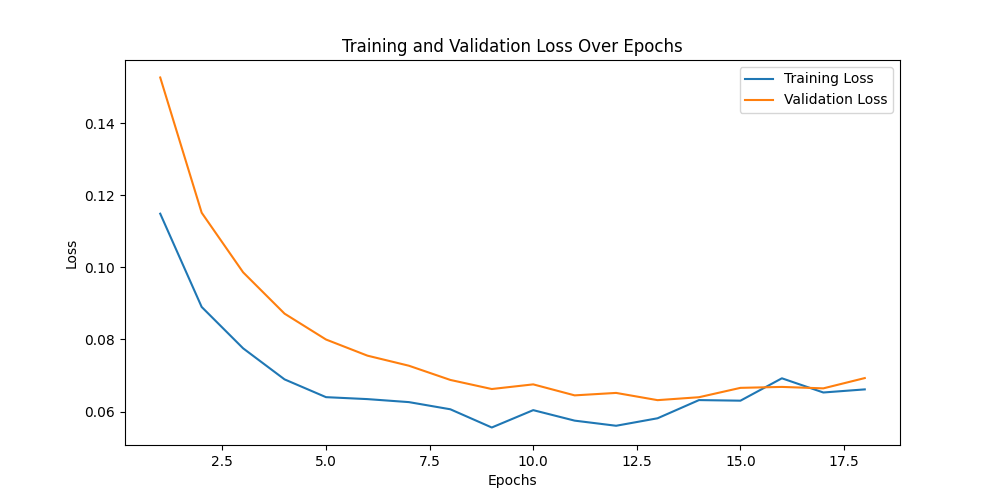 Training and Validation Loss Over Epochs
Training Loss
Validation Loss
0.14
0.12
0.10
0.08
0.06
Loss
2.5 5.0 7.5 10.0 12.5 15.0 17.5
Epochs